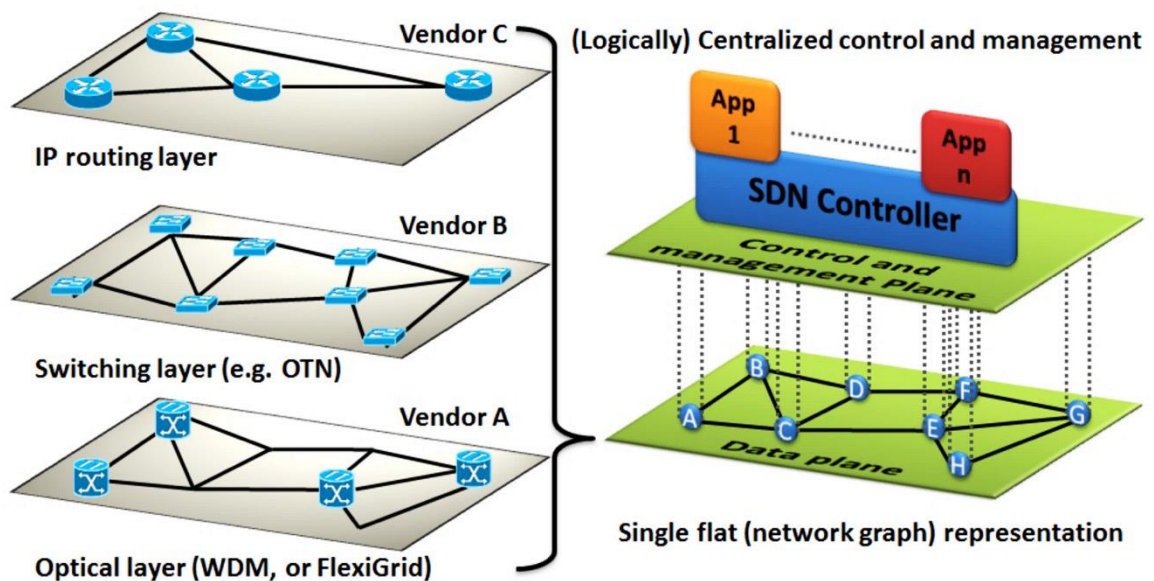 Vendor C
IP routing layer
Vendor B
Switching layer (e.g. OTN)
Vendor A
Optical layer (WDM, or FlexiGrid)
(Logically) Centralized control and management
App
1
App
n
SDN Controller
Control and
management Plane
B
D
F
A
C
E
G
H
Data plane
Single flat (network graph) representation